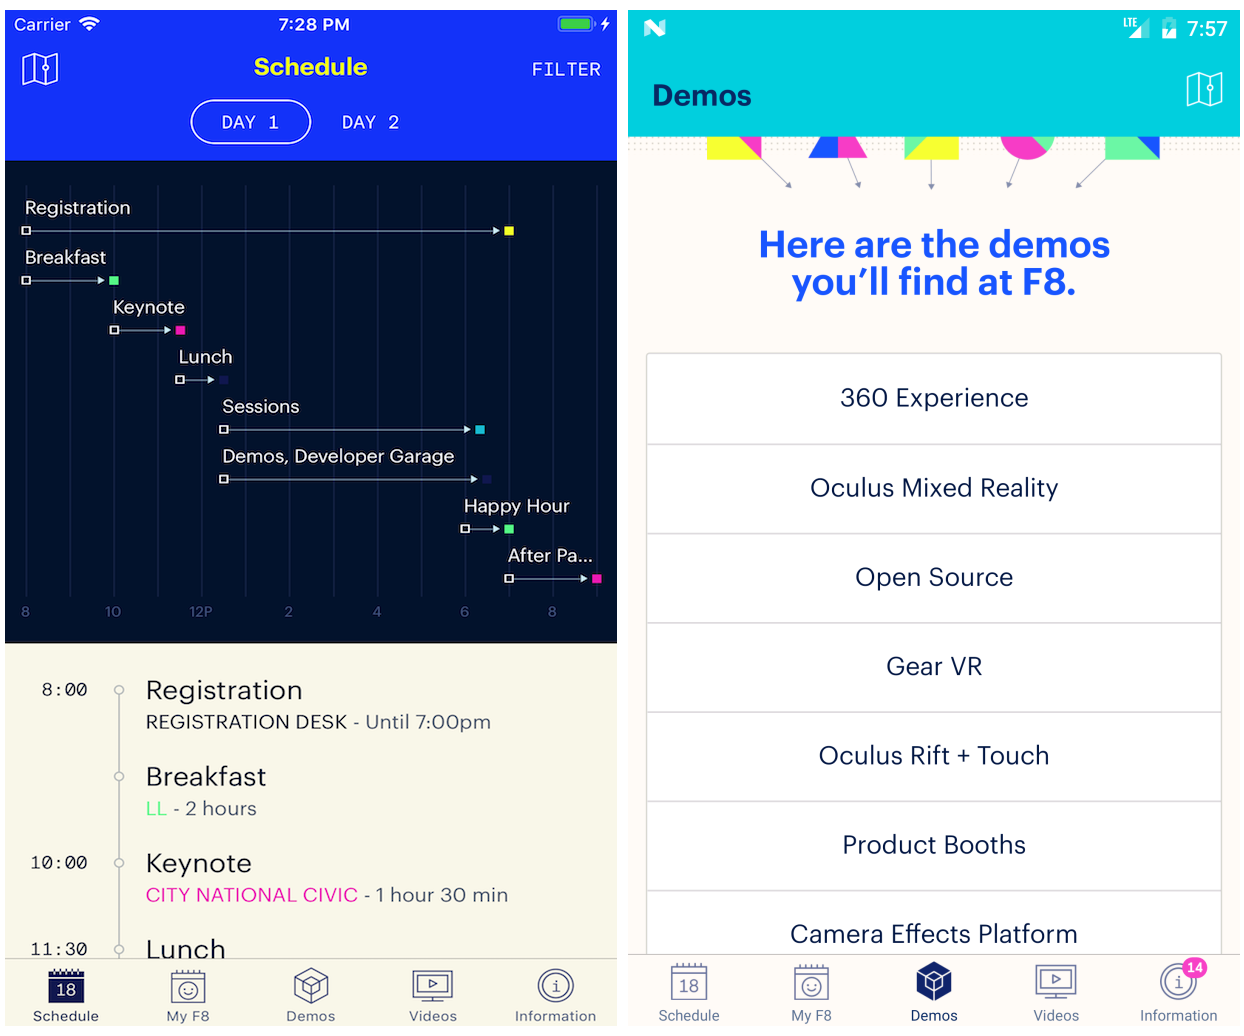 Carrier 7:28 PM
Schedule FILTER
DAY 1 DAY 2
Registration
Breakfast
Keynote
Lunch
Sessions
Demos, Developer Garage
Happy Hour
After Pa...
8 10 12P 2 4 6 8
8:00 Registration
REGISTRATION DESK - Until 7:00pm
Breakfast
LL - 2 hours
10:00 Keynote
CITY NATIONAL CIVIC - 1 hour 30 min
11:30 Lunch
18
Schedule My F8 Demos Videos Information
LTE 7:57
Demos
Here are the demos
you'll find at F8.
360 Experience
Oculus Mixed Reality
Open Source
Gear VR
Oculus Rift + Touch
Product Booths
Camera Effects Platform
18 14
Schedule My F8 Demos Videos Information